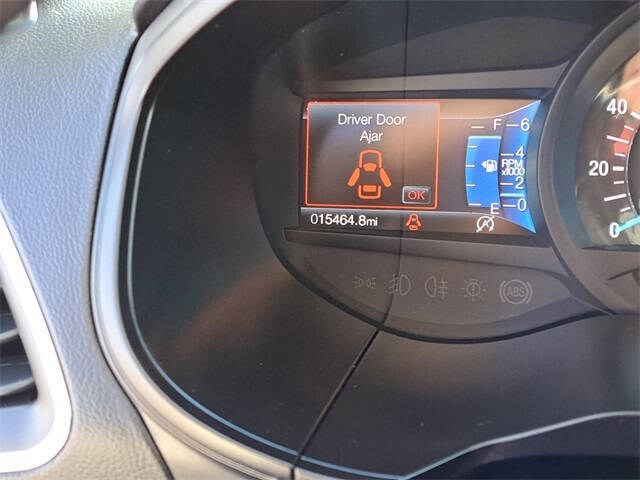 Driver Door
Ajar
OK
015464.8mi
F
E
6
4
RPM
x1000
2
0
40
20
0
ABS